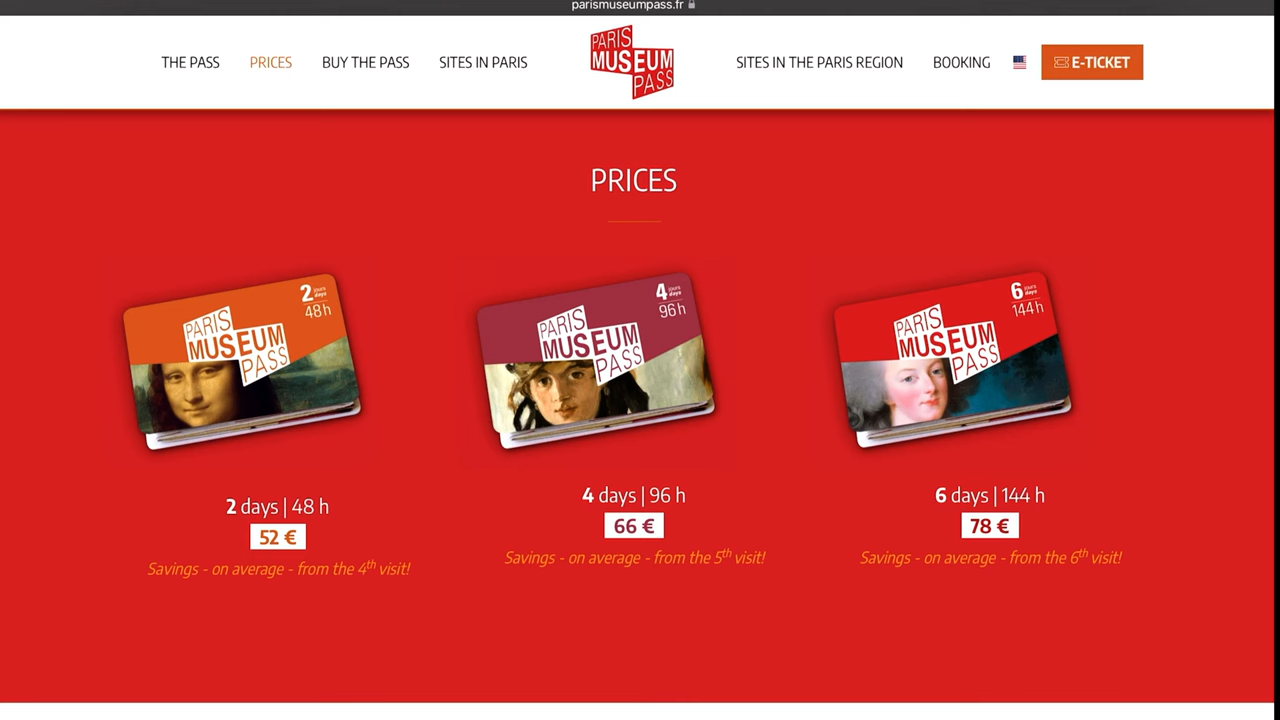 parismuseumpass.fr
THE PASS PRICES BUY THE PASS SITES IN PARIS PARIS MUSEUM PASS SITES IN THE PARIS REGION BOOKING E-TICKET
PRICES
2 jours days 48h
PARIS
MUSEUM
PASS
4 jours days 96h
PARIS
MUSEUM
PASS
6 jours days 144h
PARIS
MUSEUM
PASS
2 days | 48 h
52 €
Savings - on average - from the 4th visit!
4 days | 96 h
66 €
Savings - on average - from the 5th visit!
6 days | 144 h
78 €
Savings - on average - from the 6th visit!